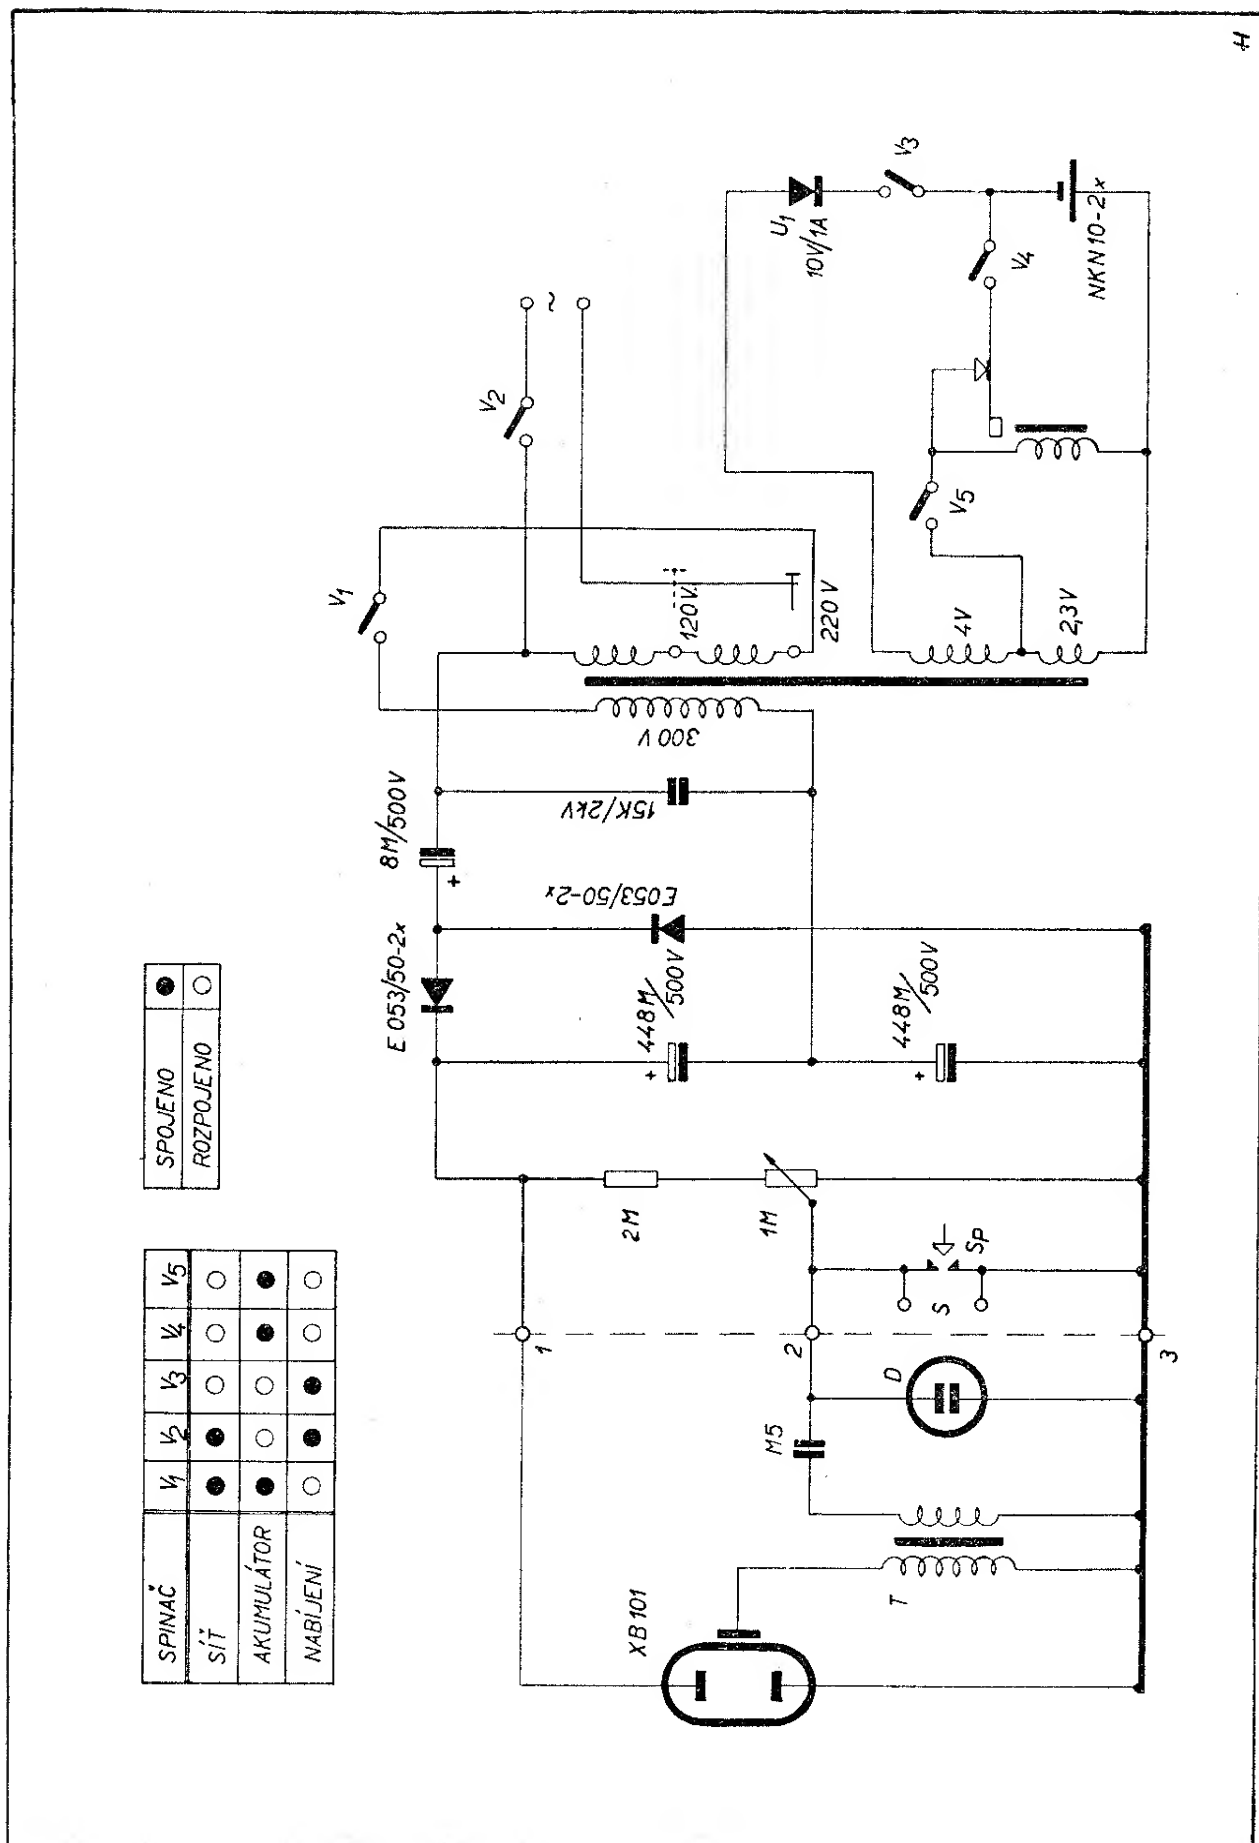 SPINAČ V1 V2 V3 V4 V5
SÍŤ ● ● ○ ○ ○
AKUMULÁTOR ● ○ ○ ● ●
NABÍJENÍ ○ ● ● ○ ○
SPOJENO ●
ROZPOJENO ○
XB101
T
M5
D
1
2
3
S
SP
2M
1M
E053/50-2x
448M/500V
+
448M/500V
+
E053/50-2x
8M/500V
+
15K/2kV
300V
V1
120V
220V
V2
~
4V
2,3V
V5
V4
V3
U1
10V/1A
NKN10-2x
H